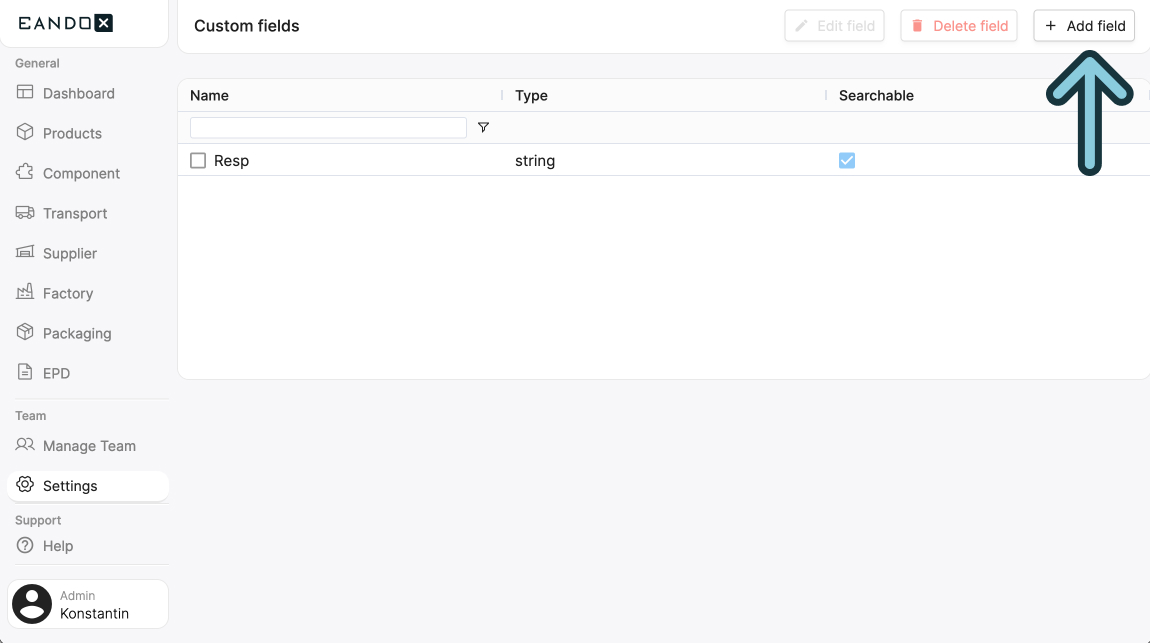 EANDOX
Custom fields
Edit field
Delete field
Add field
General
Dashboard
Products
Component
Transport
Supplier
Factory
Packaging
EPD
Team
Manage Team
Settings
Support
Help
Admin
Konstantin
Name Type Searchable
Resp string